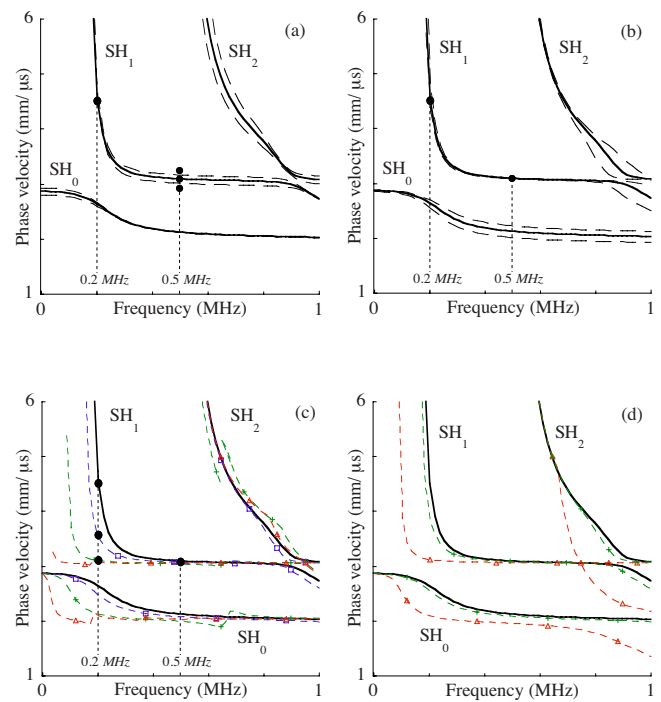 6
(a)
SH1
SH2
SH0
Phase velocity (mm/ μs)
1
0.2 MHz
0.5 MHz
Frequency (MHz)
1
6
(b)
SH1
SH2
SH0
Phase velocity (mm/ μs)
1
0.2 MHz
0.5 MHz
0
Frequency (MHz)
1
6
(c)
SH1
SH2
SH0
Phase velocity (mm/ μs)
1
0.2 MHz
0.5 MHz
0
Frequency (MHz)
1
6
(d)
SH1
SH2
SH0
Phase velocity (mm/ μs)
1
0
Frequency (MHz)
1